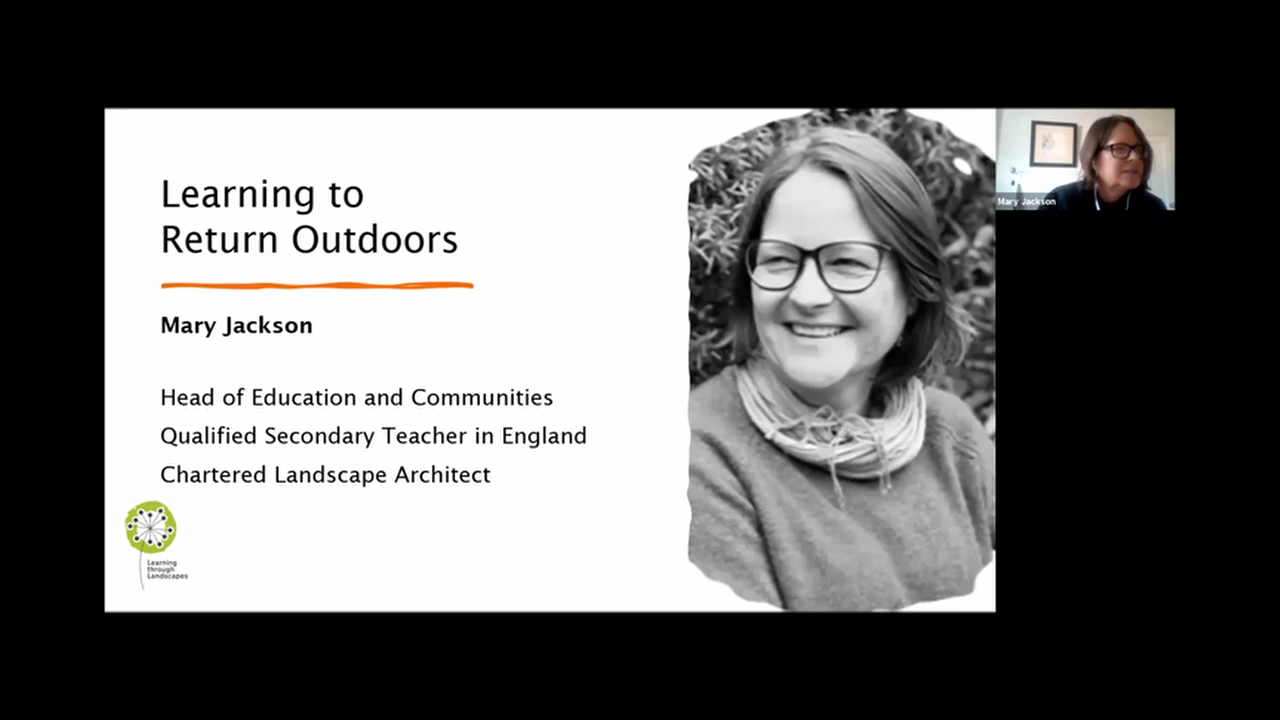 Learning to
Return Outdoors
Mary Jackson
Head of Education and Communities
Qualified Secondary Teacher in England
Chartered Landscape Architect
Learning
through
Landscapes
Mary Jackson